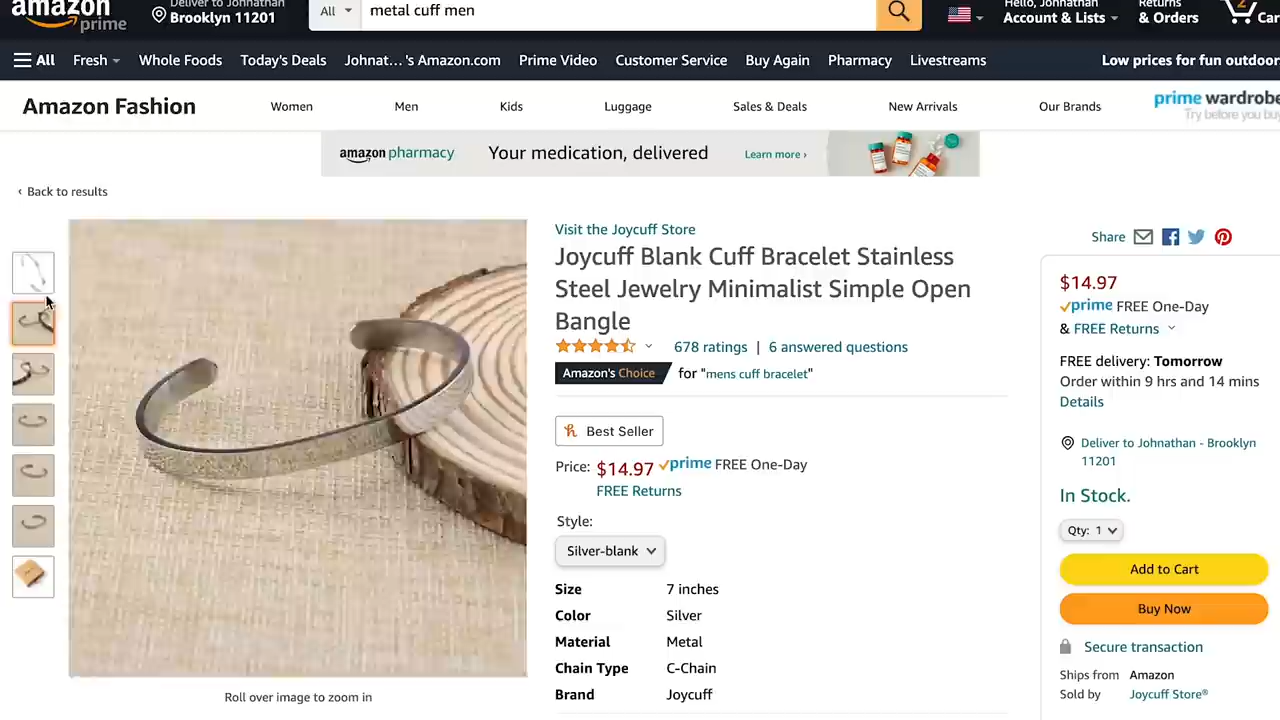 amazon
prime
Deliver to Johnathan
Brooklyn 11201
All
metal cuff men
Hello, Johnathan
Account & Lists
Returns
& Orders
2
All
Fresh
Whole Foods
Today's Deals
Johnat... 's Amazon.com
Prime Video
Customer Service
Buy Again
Pharmacy
Livestreams
Low prices for fun outdoor
Amazon Fashion
Women
Men
Kids
Luggage
Sales & Deals
New Arrivals
Our Brands
prime wardrobe
Try before you buy
amazon pharmacy
Your medication, delivered
Learn more ›
‹ Back to results
Visit the Joycuff Store
Joycuff Blank Cuff Bracelet Stainless
Steel Jewelry Minimalist Simple Open
Bangle
678 ratings | 6 answered questions
Amazon's Choice for "mens cuff bracelet"
Best Seller
Price: $14.97 prime FREE One-Day
FREE Returns
Style:
Silver-blank
Size 7 inches
Color Silver
Material Metal
Chain Type C-Chain
Brand Joycuff
Roll over image to zoom in
Share
$14.97
prime FREE One-Day
& FREE Returns
FREE delivery: Tomorrow
Order within 9 hrs and 14 mins
Details
Deliver to Johnathan - Brooklyn
11201
In Stock.
Qty: 1
Add to Cart
Buy Now
Secure transaction
Ships from Amazon
Sold by Joycuff Store®